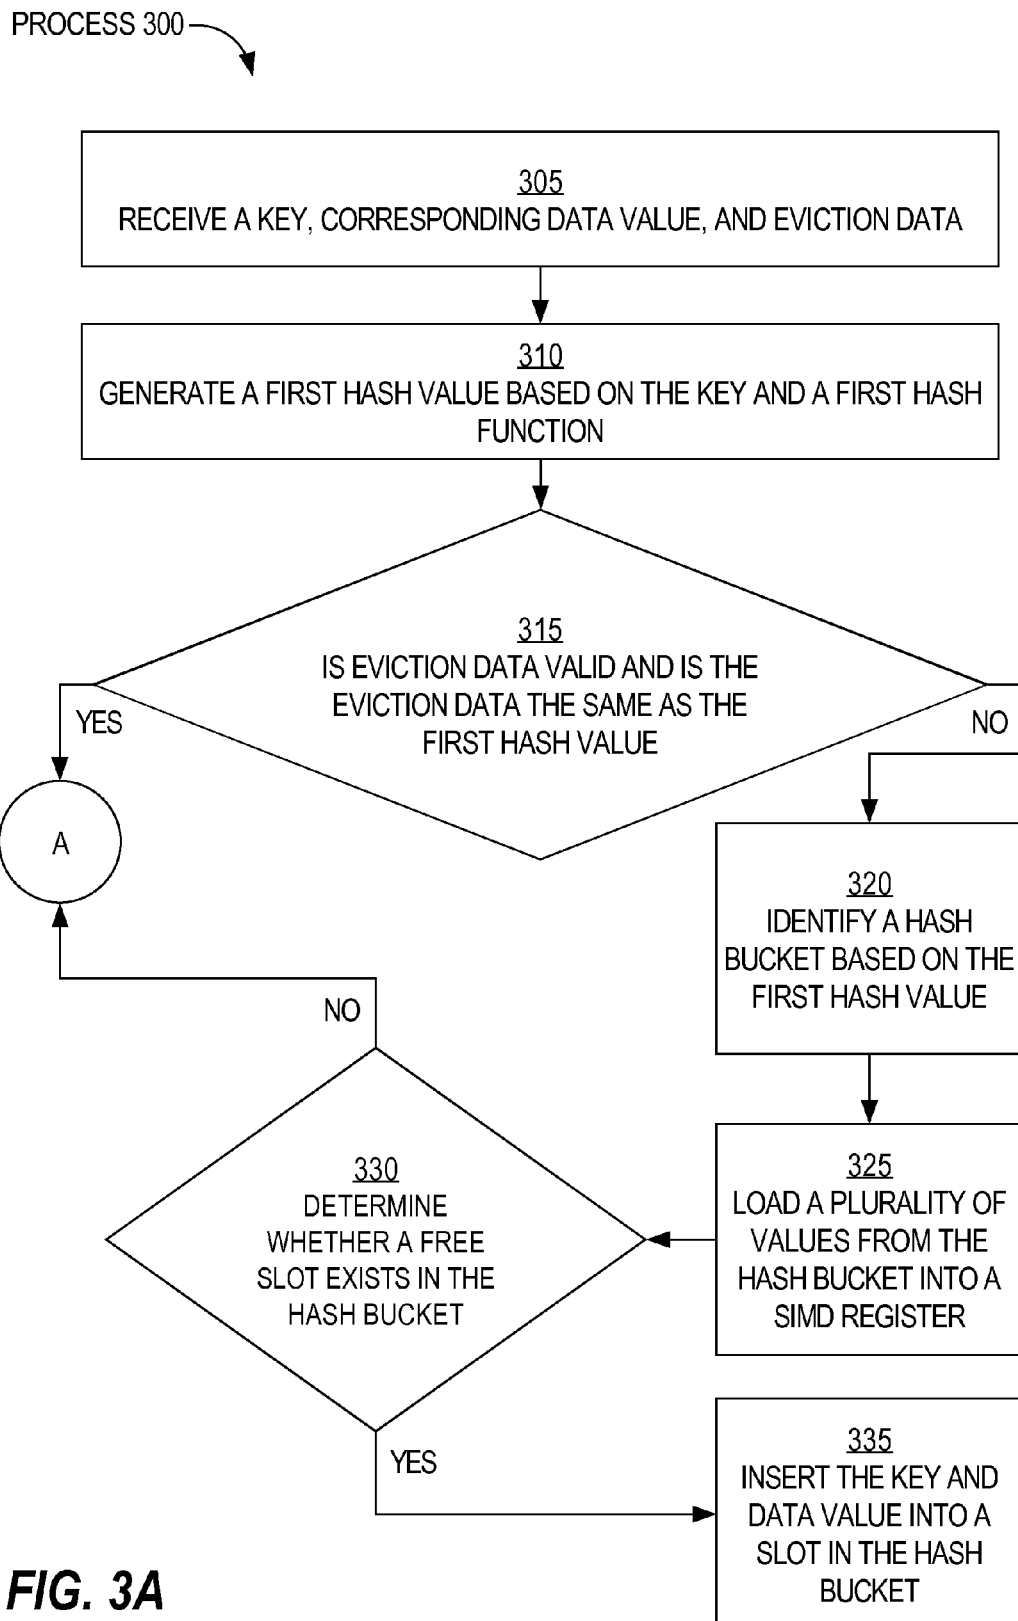 PROCESS 300
305
RECEIVE A KEY, CORRESPONDING DATA VALUE, AND EVICTION DATA
310
GENERATE A FIRST HASH VALUE BASED ON THE KEY AND A FIRST HASH
FUNCTION
315
IS EVICTION DATA VALID AND IS THE
EVICTION DATA THE SAME AS THE
FIRST HASH VALUE
YES
NO
A
320
IDENTIFY A HASH
BUCKET BASED ON THE
FIRST HASH VALUE
NO
325
LOAD A PLURALITY OF
VALUES FROM THE
HASH BUCKET INTO A
SIMD REGISTER
330
DETERMINE
WHETHER A FREE
SLOT EXISTS IN THE
HASH BUCKET
YES
335
INSERT THE KEY AND
DATA VALUE INTO A
SLOT IN THE HASH
BUCKET
FIG. 3A